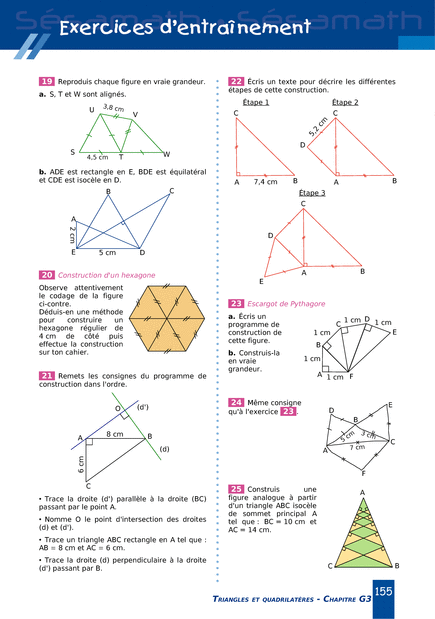 Exercices d'entraînement
19 Reproduis chaque figure en vraie grandeur.
a. S, T et W sont alignés.
U
3,8 cm
V
S
4,5 cm
T
W
b. ADE est rectangle en E, BDE est équilatéral
et CDE est isocèle en D.
B
C
A
2 cm
E
5 cm
D
20 Construction d'un hexagone
Observe attentivement
le codage de la figure
ci-contre.
Déduis-en une méthode
pour construire un
hexagone régulier de
4 cm de côté puis
effectue la construction
sur ton cahier.
21 Remets les consignes du programme de
construction dans l'ordre.
O
(d')
A
8 cm
B
(d)
6 cm
C
• Trace la droite (d') parallèle à la droite (BC)
passant par le point A.
• Nomme O le point d'intersection des droites
(d) et (d').
• Trace un triangle ABC rectangle en A tel que :
AB = 8 cm et AC = 6 cm.
• Trace la droite (d) perpendiculaire à la droite
(d') passant par B.
22 Écris un texte pour décrire les différentes
étapes de cette construction.
Étape 1
Étape 2
C
C
5,2 cm
D
A
7,4 cm
B
A
B
Étape 3
C
D
A
B
E
23 Escargot de Pythagore
a. Écris un
programme de
construction de
cette figure.
b. Construis-la
en vraie
grandeur.
C
1 cm
D
1 cm
1 cm
E
B
1 cm
A
1 cm
F
24 Même consigne
qu'à l'exercice 23.
D
E
B
5 cm
3 cm
A
7 cm
C
F
25 Construis une
figure analogue à partir
d'un triangle ABC isocèle
de sommet principal A
tel que : BC = 10 cm et
AC = 14 cm.
A
C
B
TRIANGLES ET QUADRILATÈRES - CHAPITRE G3
155